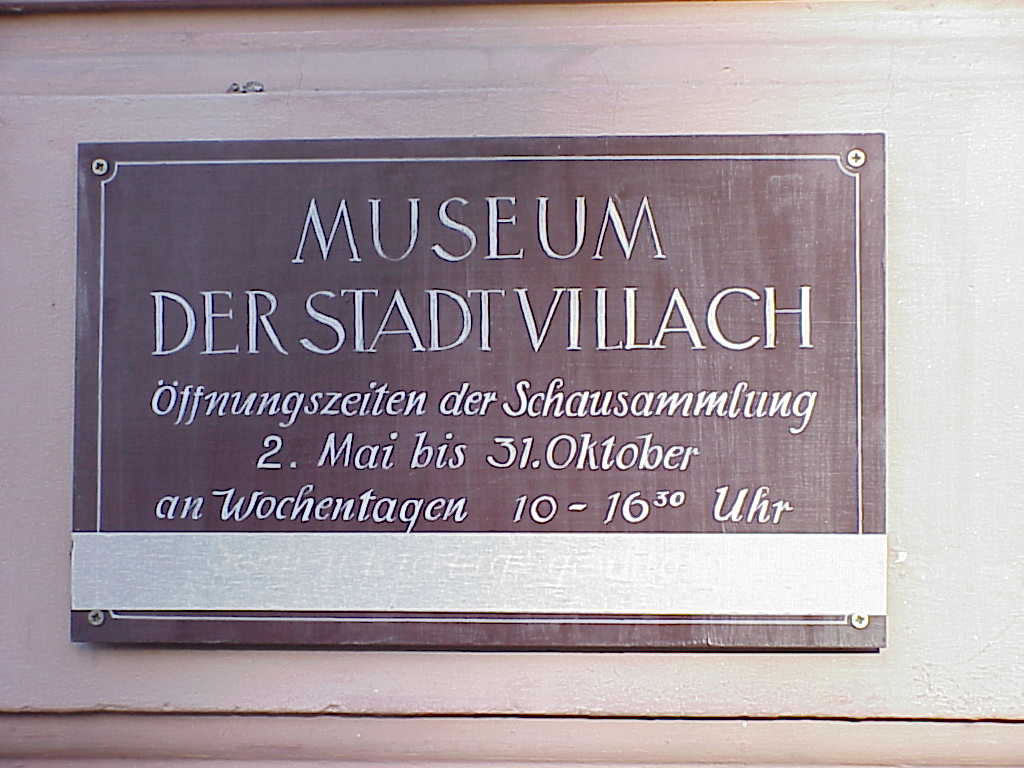 MUSEUM
DER STADT VILLACH
Öffnungszeiten der Schausammlung
2. Mai bis 31. Oktober
an Wochentagen 10 - 16³⁰ Uhr